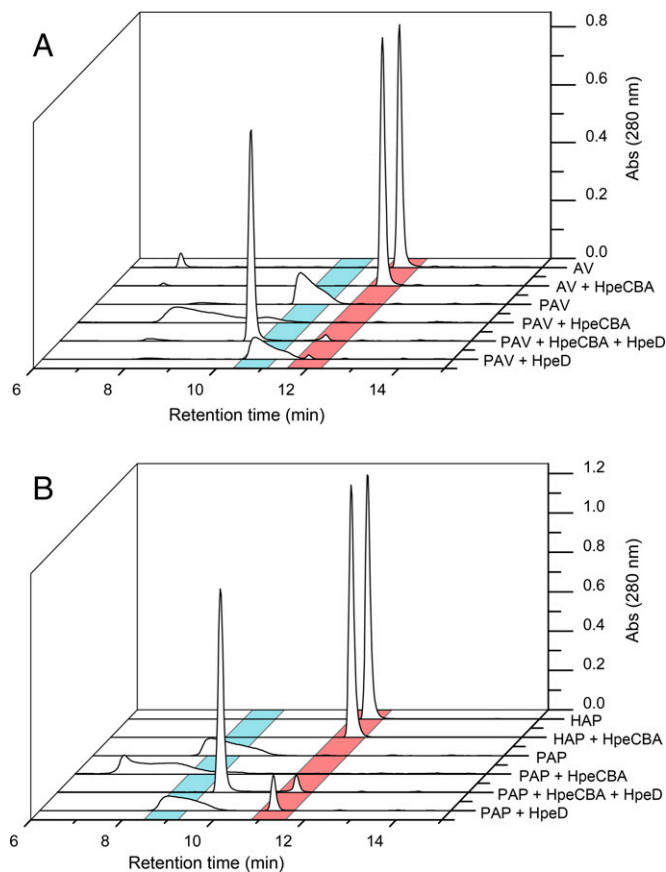 A
0.8
0.6
0.4
0.2
0.0
Abs (280 nm)
AV
AV + HpeCBA
PAV
PAV + HpeCBA
PAV + HpeCBA + HpeD
PAV + HpeD
6 8 10 12 14
Retention time (min)
B
1.2
1.0
0.8
0.6
0.4
0.2
0.0
Abs (280 nm)
HAP
HAP + HpeCBA
PAP
PAP + HpeCBA
PAP + HpeCBA + HpeD
PAP + HpeD
6 8 10 12 14
Retention time (min)